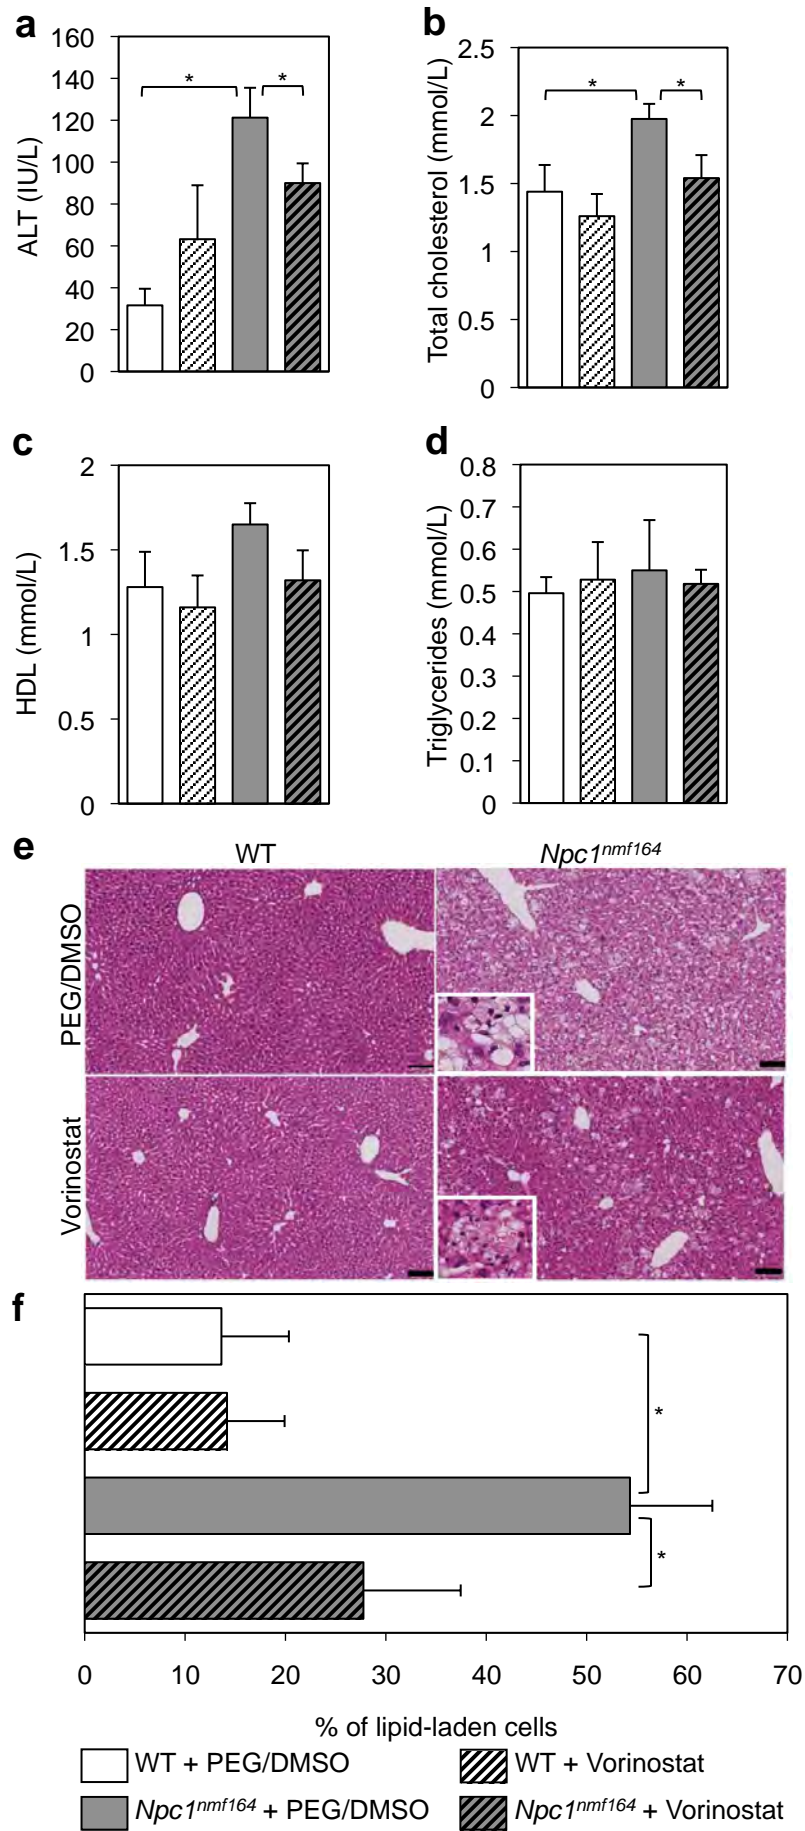 a
160
140
120
100
80
60
40
20
0
ALT (IU/L)
*
*
b
2.5
2
1.5
1
0.5
0
Total cholesterol (mmol/L)
*
*
c
2
1.5
1
0.5
0
HDL (mmol/L)
d
0.8
0.7
0.6
0.5
0.4
0.3
0.2
0.1
0
Triglycerides (mmol/L)
e
WT
Npc1nmf164
PEG/DMSO
Vorinostat
f
*
*
0 10 20 30 40 50 60 70
% of lipid-laden cells
WT + PEG/DMSO
WT + Vorinostat
Npc1nmf164 + PEG/DMSO
Npc1nmf164 + Vorinostat